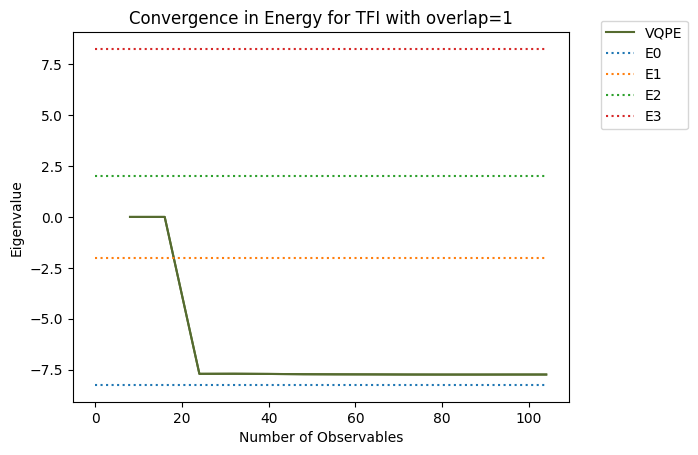 Convergence in Energy for TFI with overlap=1
VQPE
E0
E1
E2
E3
7.5
5.0
2.5
0.0
−2.5
−5.0
−7.5
Eigenvalue
0
20
40
60
80
100
Number of Observables